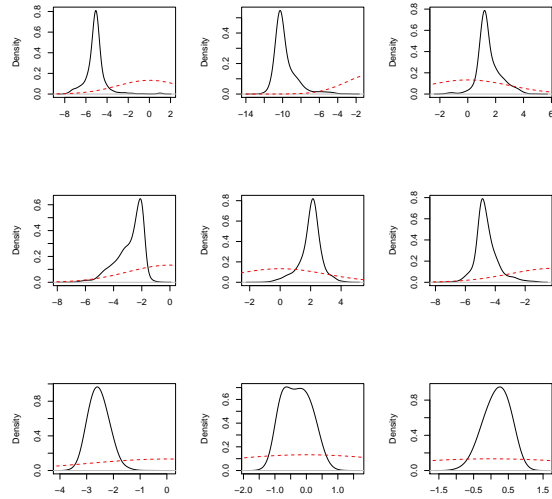 Density
0.0 0.2 0.4 0.6 0.8
-8 -6 -4 -2 0 2
Density
0.0 0.2 0.4
-14 -10 -8 -6 -4 -2
Density
0.0 0.2 0.4 0.6 0.8
-2 0 2 4 6
Density
0.0 0.2 0.4 0.6
-8 -6 -4 -2 0
Density
0.0 0.2 0.4 0.6 0.8
-2 0 2 4
Density
0.0 0.2 0.4 0.6 0.8
-8 -6 -4 -2
Density
0.0 0.4 0.8
-4 -3 -2 -1 0
Density
0.0 0.2 0.4 0.6
-2.0 -1.0 0.0 1.0
Density
0.0 0.4 0.8
-1.5 -0.5 0.5 1.5